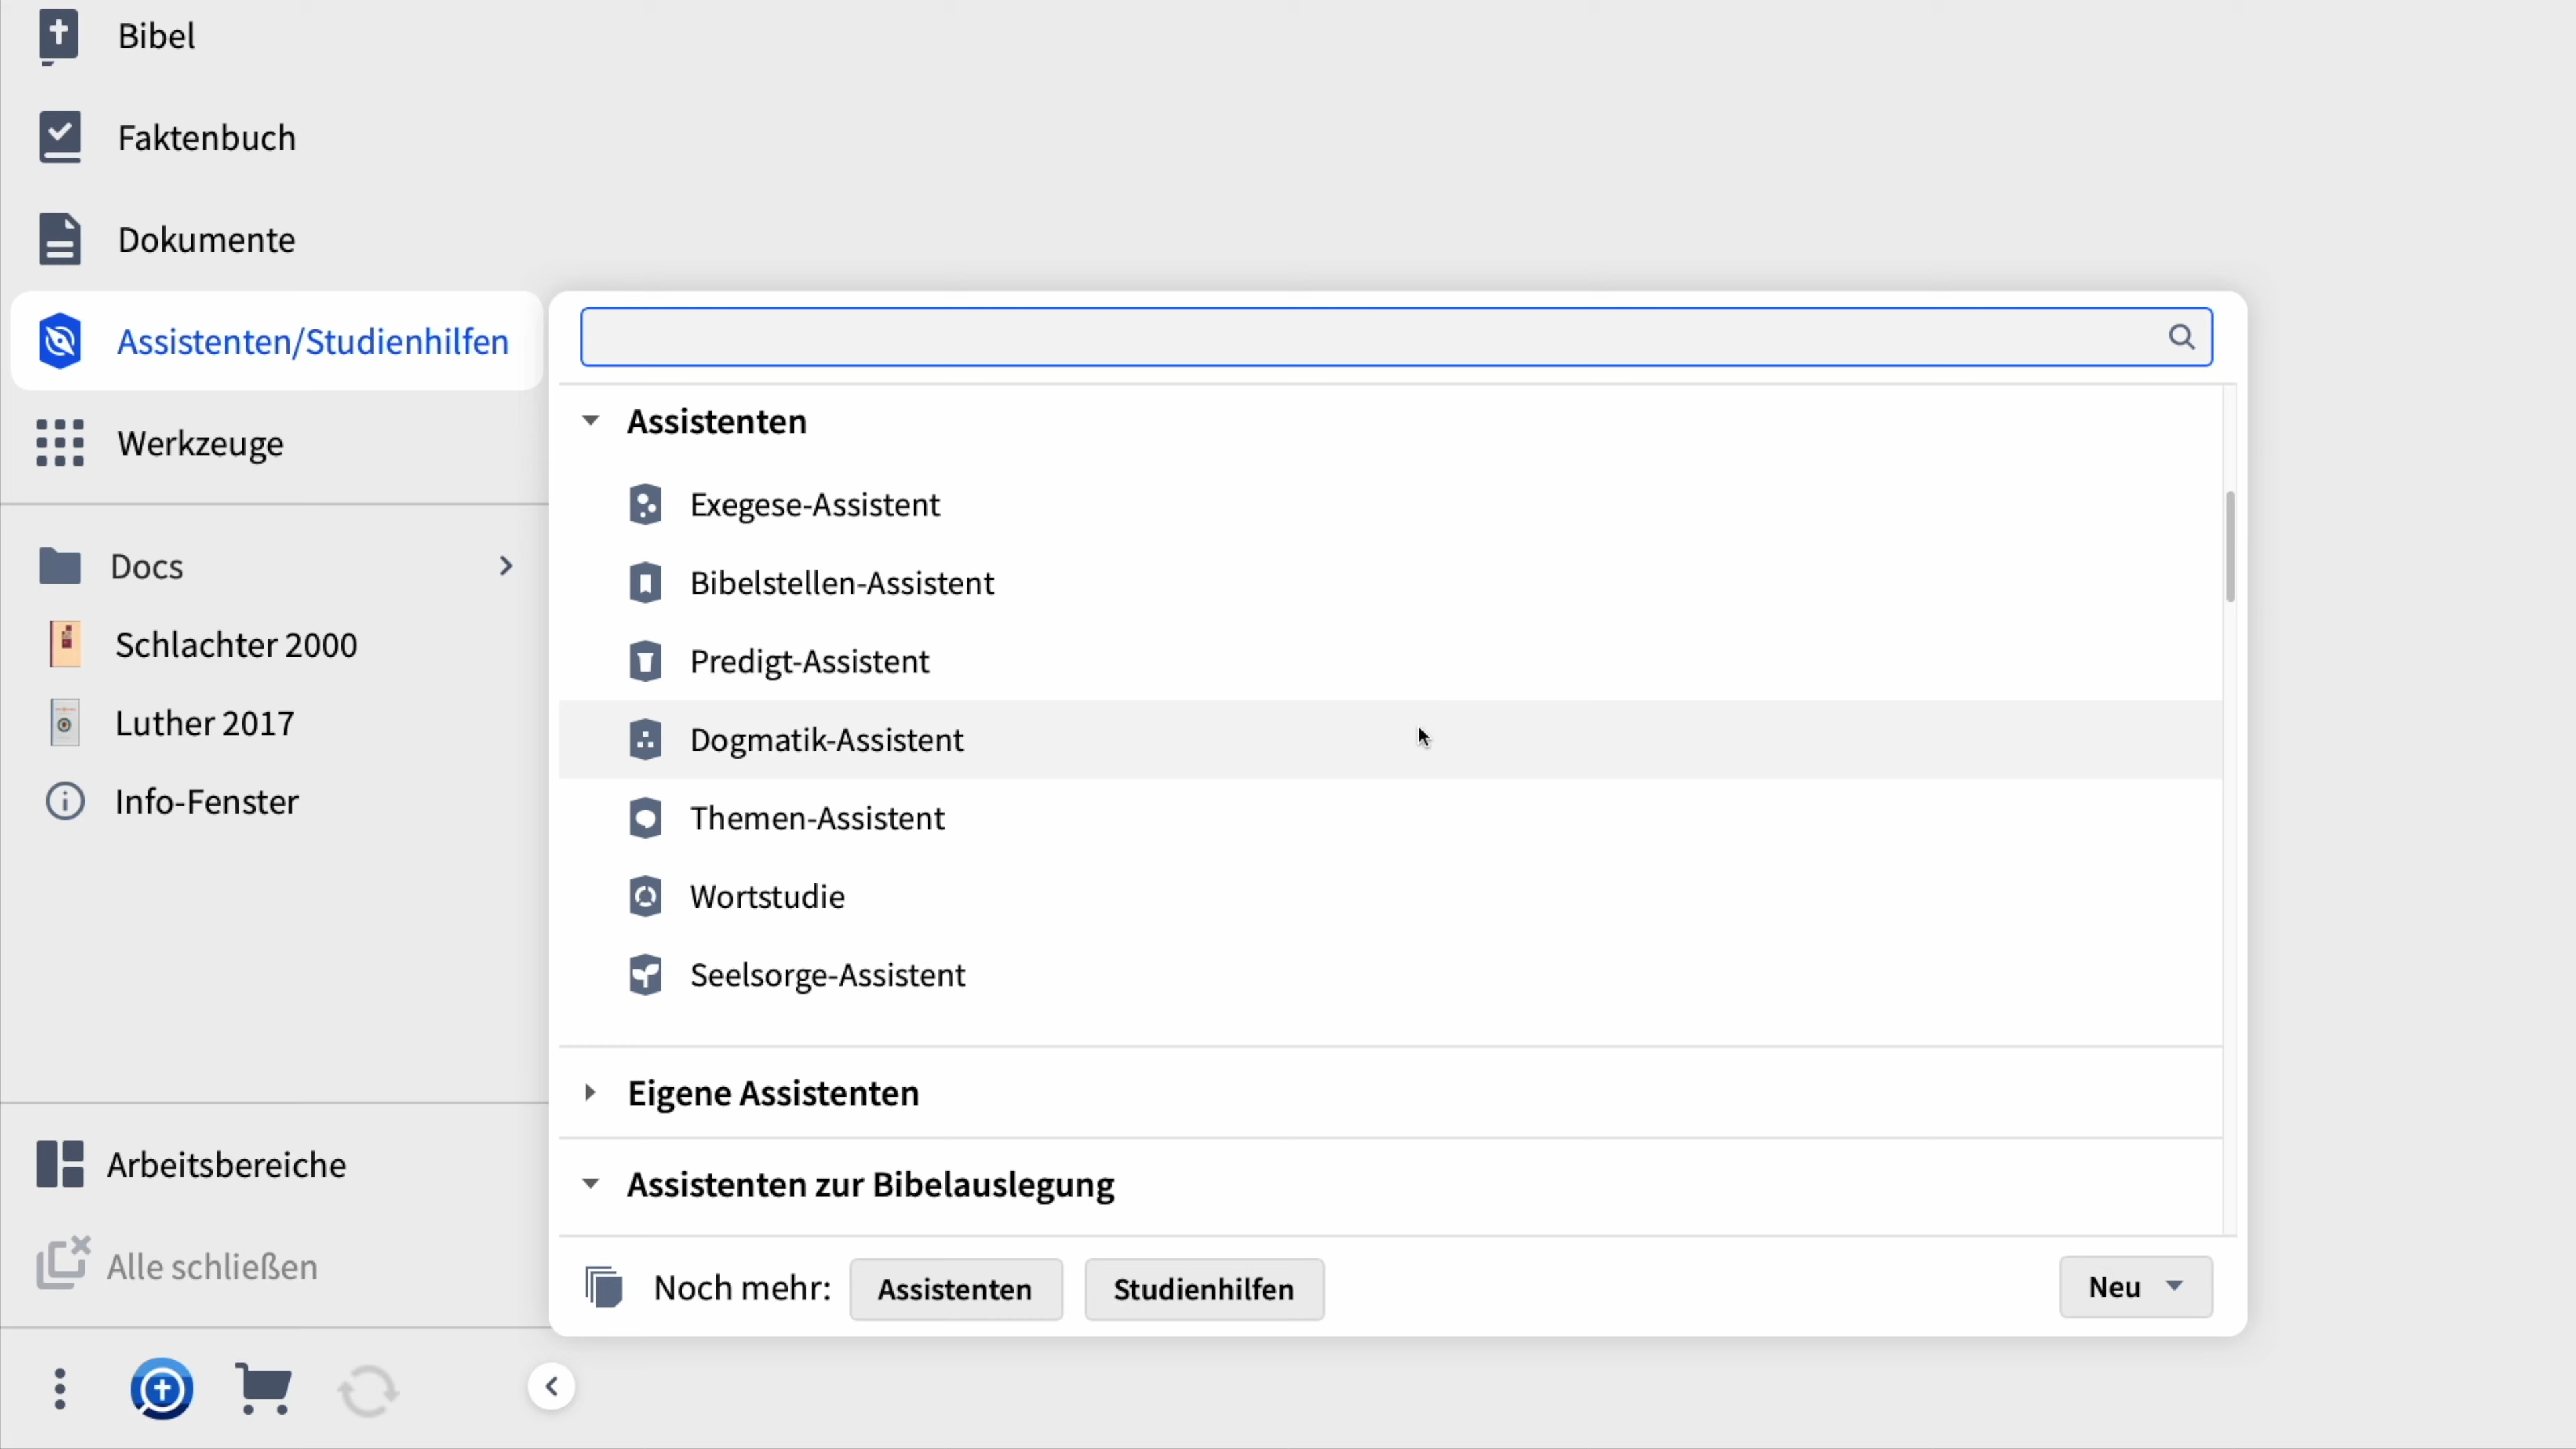 Bibel
Faktenbuch
Dokumente
Assistenten/Studienhilfen
Werkzeuge
Docs
Schlachter 2000
Luther 2017
Info-Fenster
Arbeitsbereiche
Alle schließen
Assistenten
Exegese-Assistent
Bibelstellen-Assistent
Predigt-Assistent
Dogmatik-Assistent
Themen-Assistent
Wortstudie
Seelsorge-Assistent
Eigene Assistenten
Assistenten zur Bibelauslegung
Noch mehr: Assistenten Studienhilfen Neu